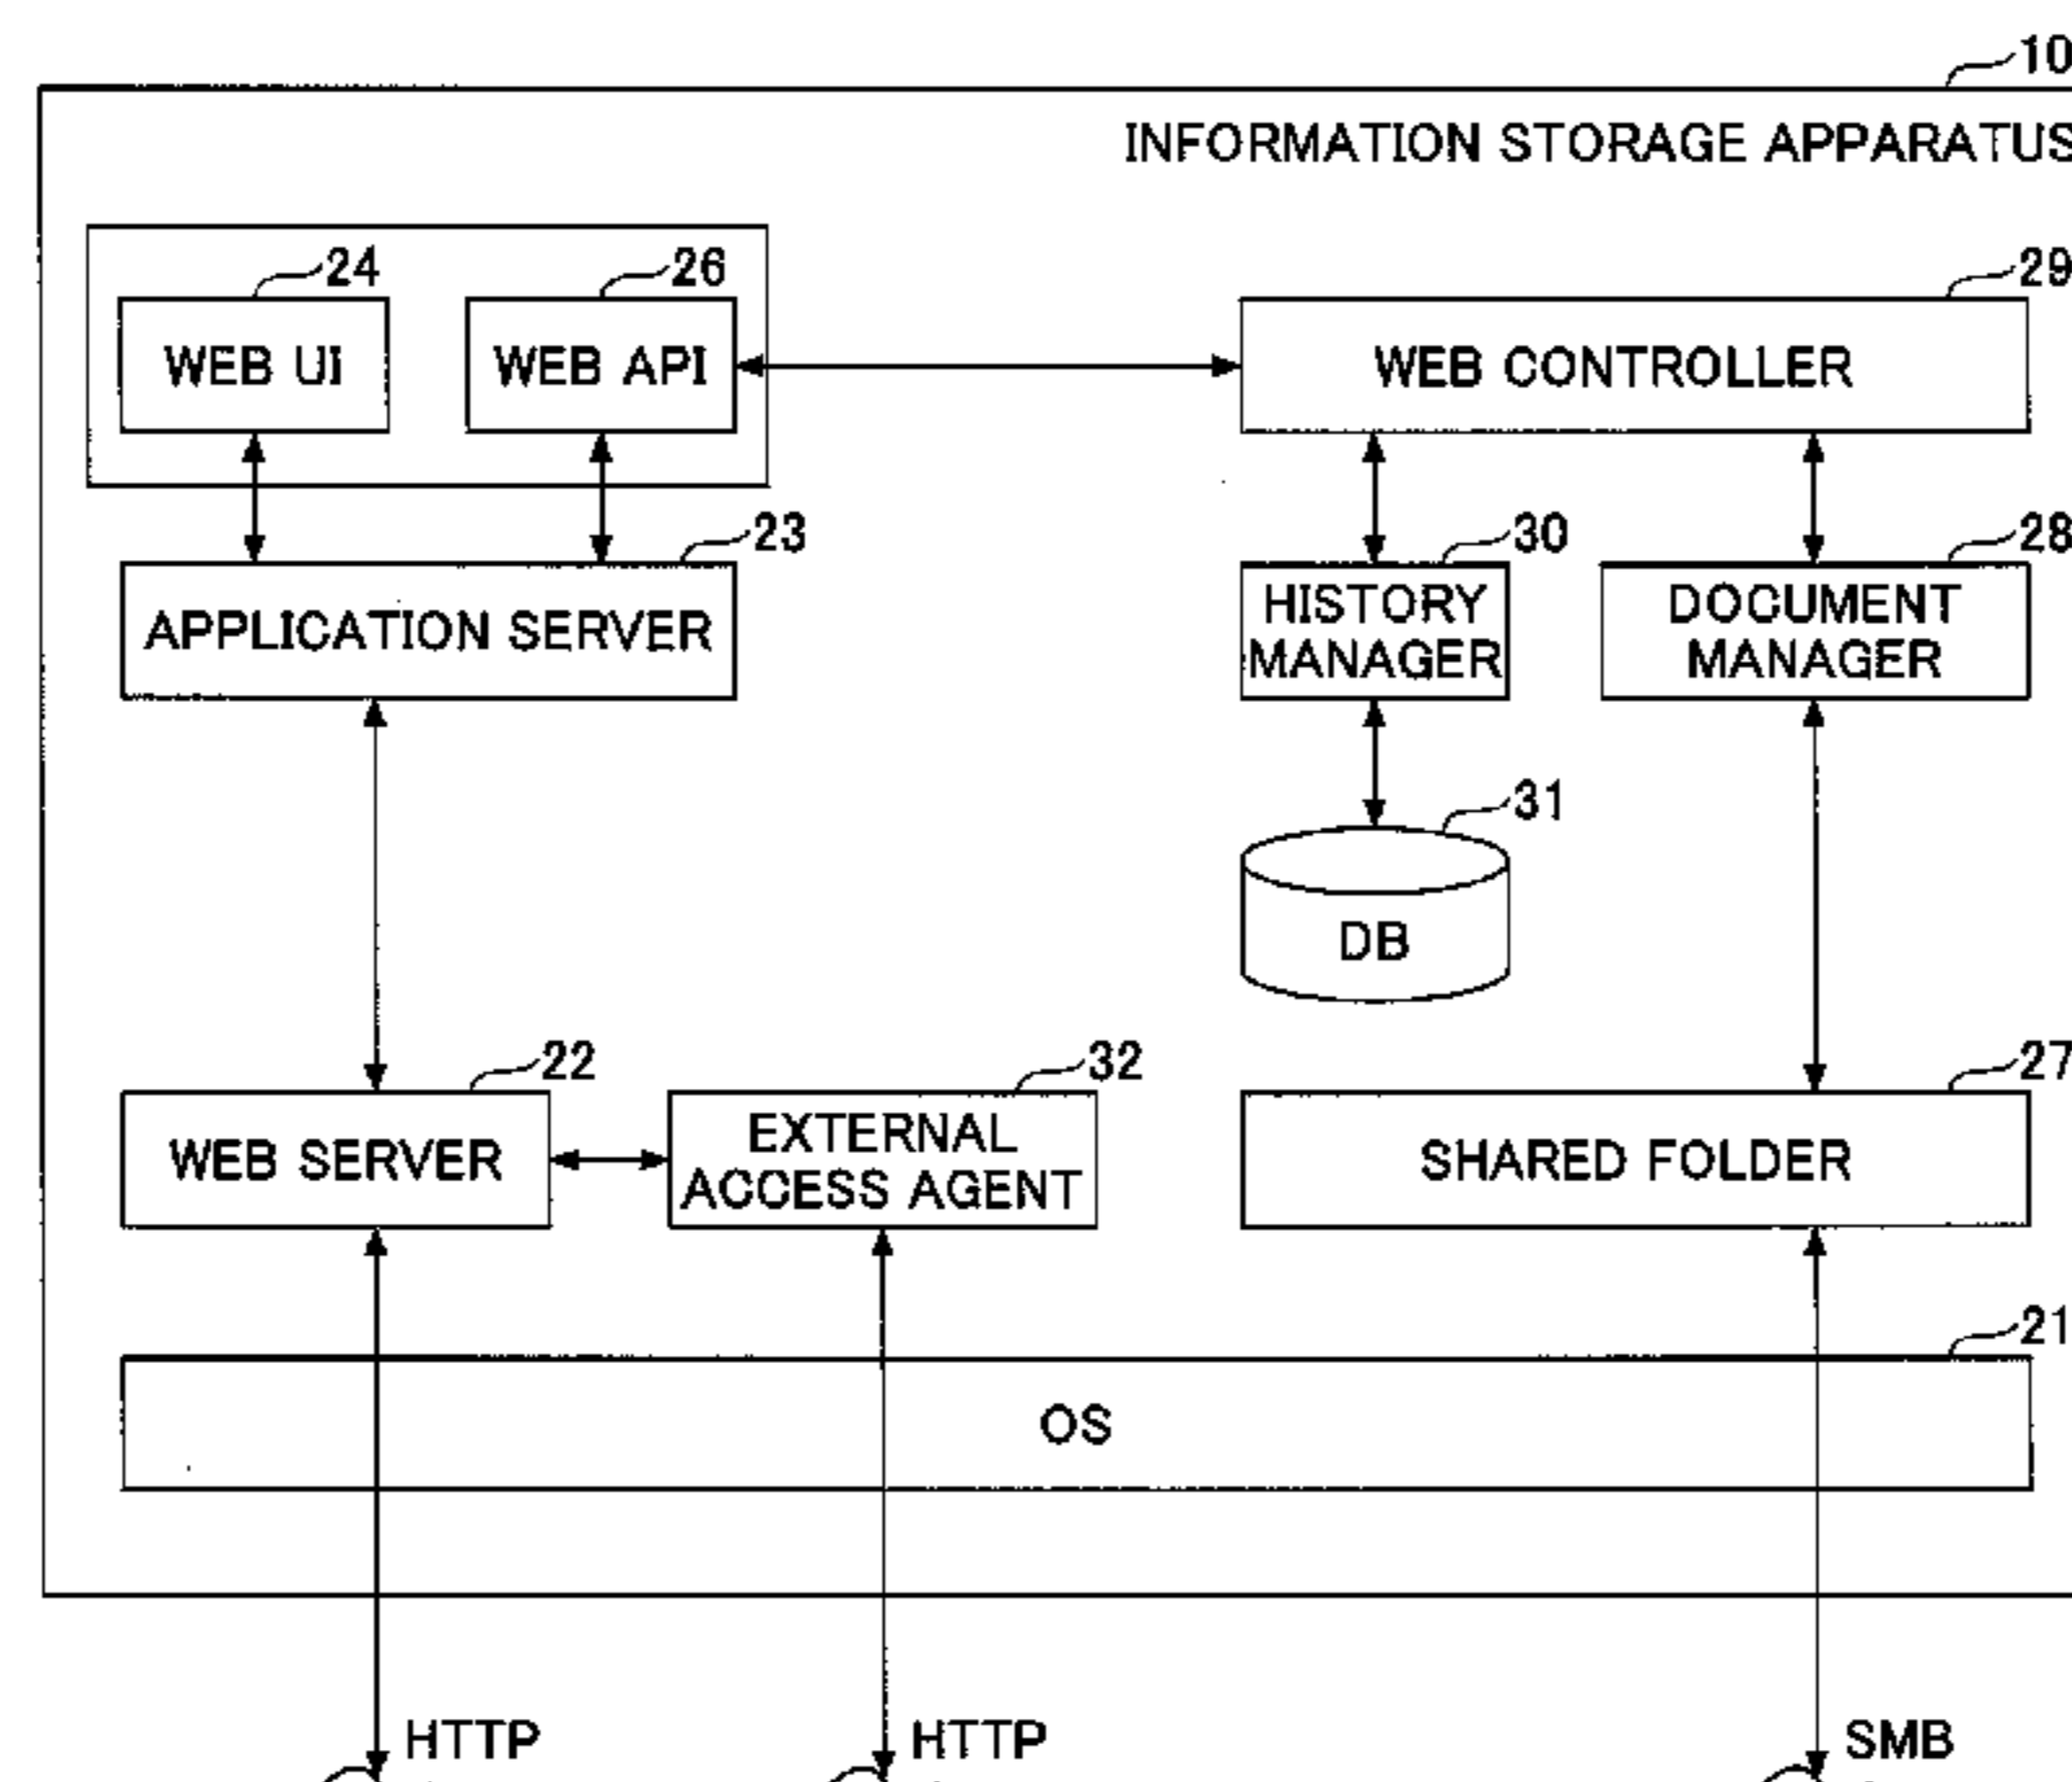 10
INFORMATION STORAGE APPARATUS
24
26
29
WEB UI
WEB API
WEB CONTROLLER
23
30
28
APPLICATION SERVER
HISTORY
MANAGER
DOCUMENT
MANAGER
31
DB
22
32
27
WEB SERVER
EXTERNAL
ACCESS AGENT
SHARED FOLDER
21
OS
HTTP
HTTP
SMB